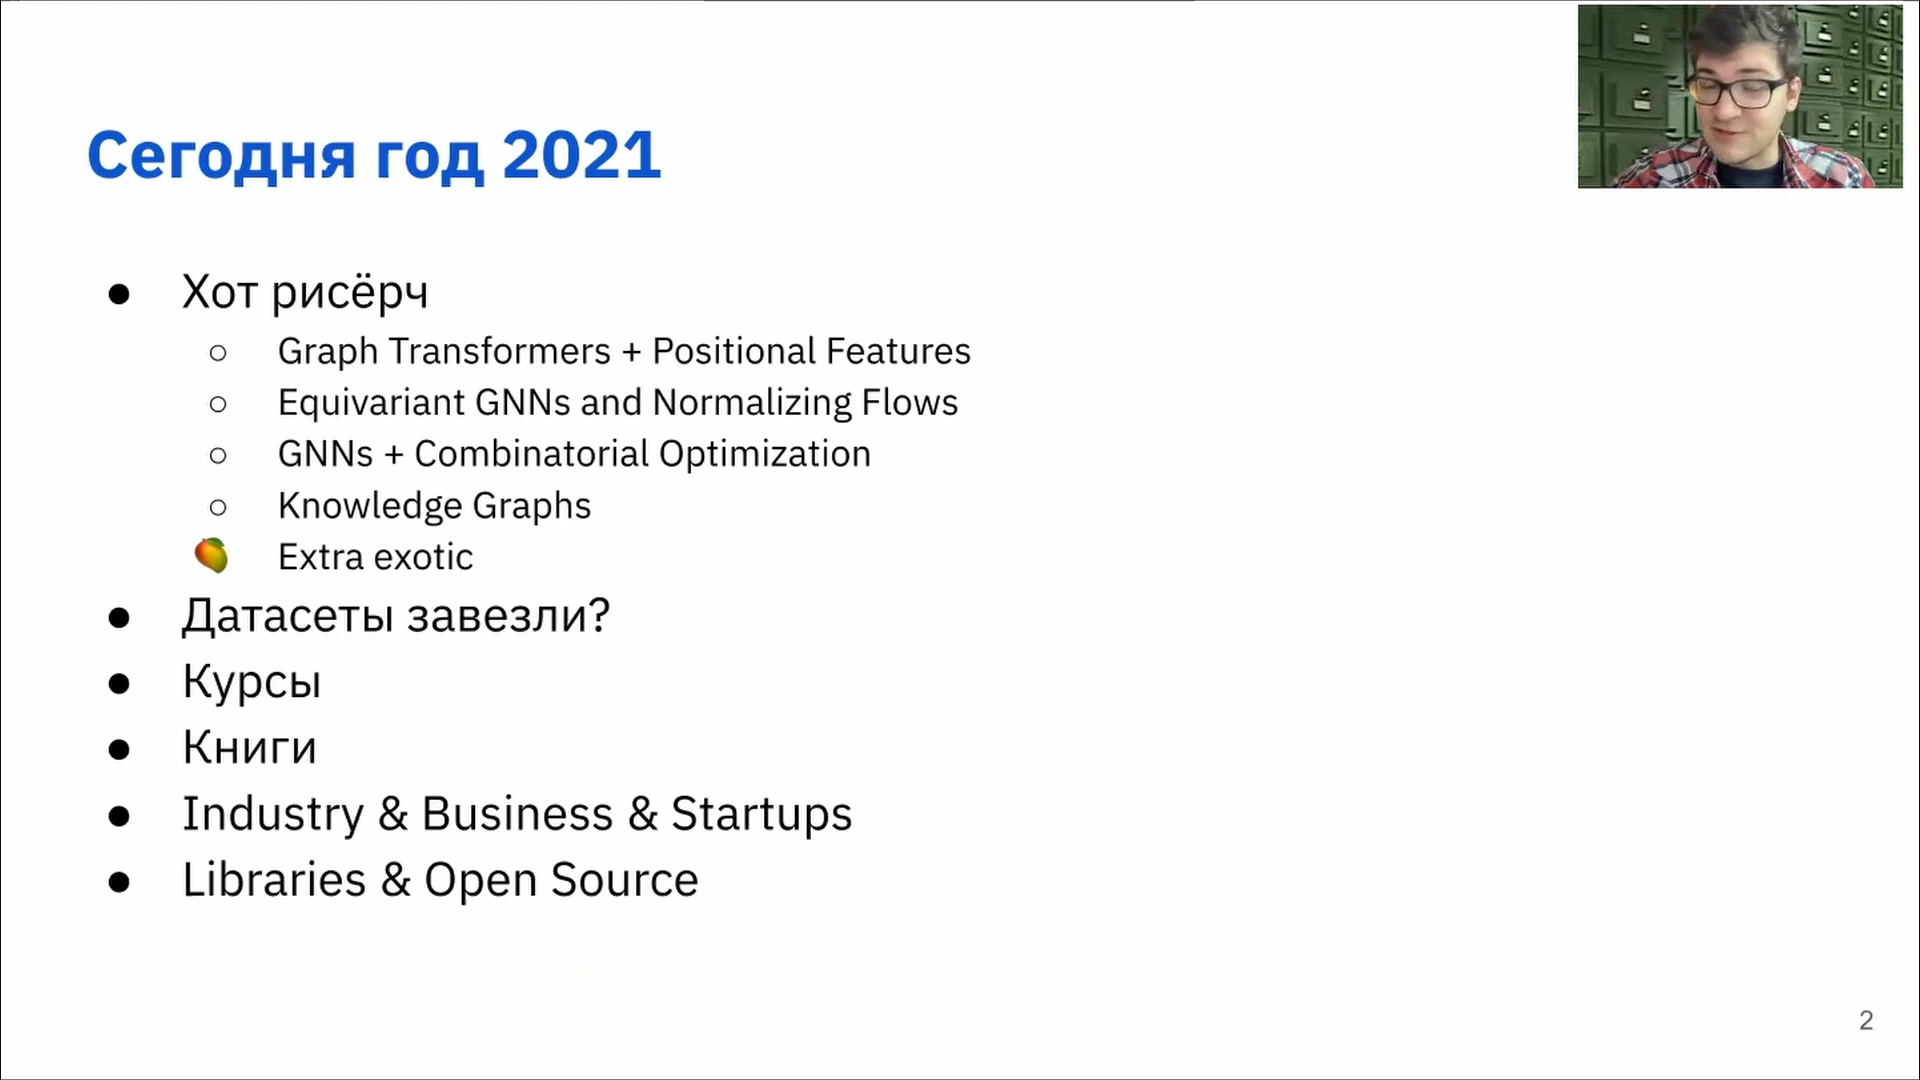 Сегодня год 2021
● Хот рисёрч
○ Graph Transformers + Positional Features
○ Equivariant GNNs and Normalizing Flows
○ GNNs + Combinatorial Optimization
○ Knowledge Graphs
🥭 Extra exotic
● Датасеты завезли?
● Курсы
● Книги
● Industry & Business & Startups
● Libraries & Open Source
2